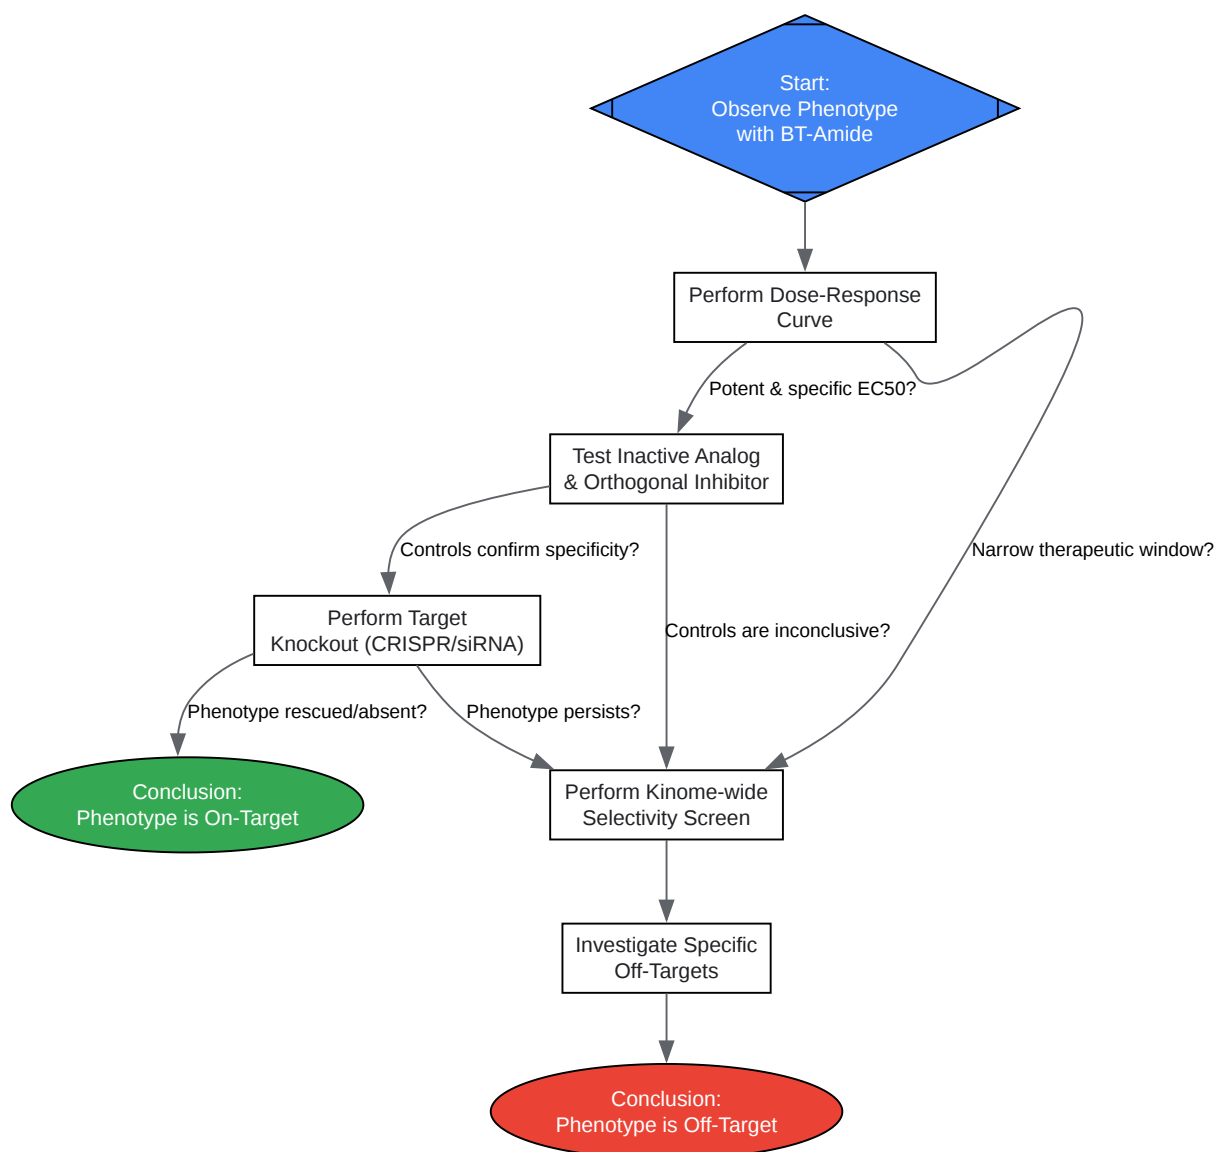 Start:
Observe Phenotype
with BT-Amide
Perform Dose-Response
Curve
Potent & specific EC50?
Test Inactive Analog
& Orthogonal Inhibitor
Controls confirm specificity?
Narrow therapeutic window?
Perform Target
Knockout (CRISPR/siRNA)
Controls are inconclusive?
Phenotype rescued/absent?
Phenotype persists?
Conclusion:
Phenotype is On-Target
Perform Kinome-wide
Selectivity Screen
Investigate Specific
Off-Targets
Conclusion:
Phenotype is Off-Target